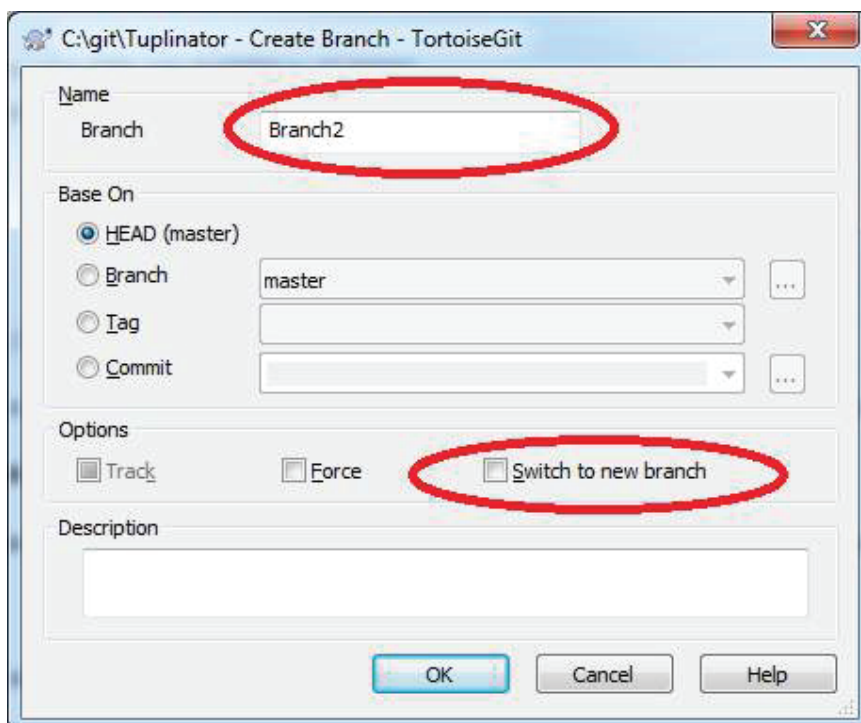 C:\git\Tuplinator - Create Branch - TortoiseGit
Name
Branch Branch2
Base On
HEAD (master)
Branch master ...
Tag
Commit ...
Options
Track Force Switch to new branch
Description
OK Cancel Help